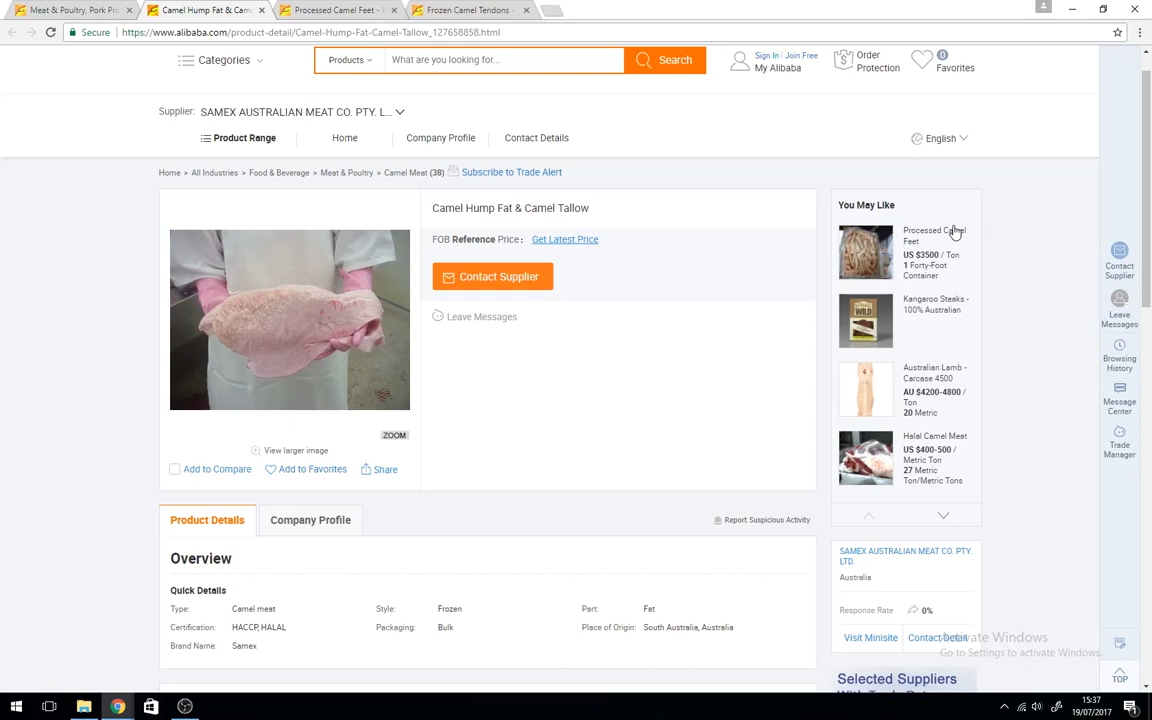 Meat & Poultry, Pork Pro
Camel Hump Fat & Cam
Processed Camel Feet -
Frozen Camel Tendons -
Secure https://www.alibaba.com/product-detail/Camel-Hump-Fat-Camel-Tallow_127658858.html
Categories
Products
What are you looking for...
Search
Sign In Join Free
My Alibaba
Order
Protection
0
Favorites
Supplier: SAMEX AUSTRALIAN MEAT CO. PTY. L...
Product Range
Home
Company Profile
Contact Details
English
Home > All Industries > Food & Beverage > Meat & Poultry > Camel Meat (38) Subscribe to Trade Alert
Camel Hump Fat & Camel Tallow
FOB Reference Price: Get Latest Price
Contact Supplier
Leave Messages
ZOOM
View larger image
Add to Compare
Add to Favorites
Share
You May Like
Processed Camel
Feet
US $3500 / Ton
1 Forty-Foot
Container
WILD
Kangaroo Steaks -
100% Australian
Australian Lamb -
Carcase 4500
AU $4200-4800 /
Ton
20 Metric
Halal Camel Meat
US $400-500 /
Metric Ton
27 Metric
Ton/Metric Tons
Contact
Supplier
Leave
Messages
Browsing
History
Message
Center
Trade
Manager
TOP
Product Details
Company Profile
Report Suspicious Activity
Overview
Quick Details
Type: Camel meat
Style: Frozen
Part: Fat
Certification: HACCP, HALAL
Packaging: Bulk
Place of Origin: South Australia, Australia
Brand Name: Samex
SAMEX AUSTRALIAN MEAT CO. PTY.
LTD.
Australia
Response Rate 0%
Visit Minisite
Contact Detail
Activate Windows
Go to Settings to activate Windows.
Selected Suppliers
15:37
19/07/2017
1